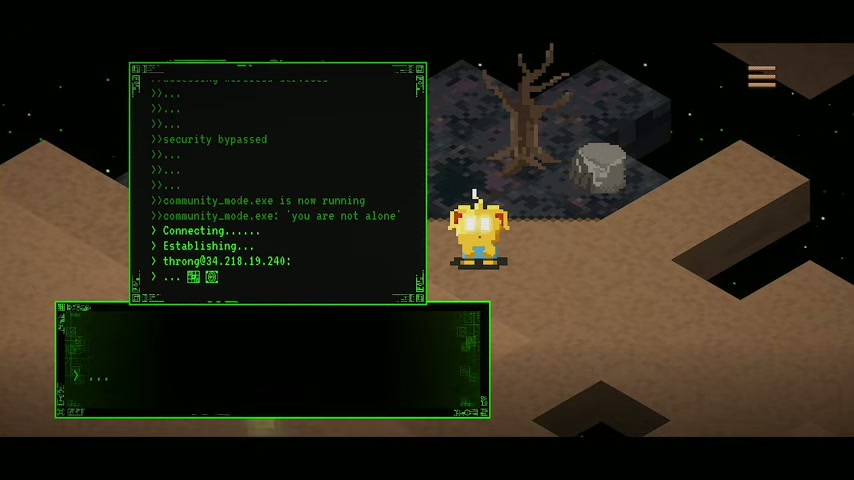 >>...
>>...
>>...
>>security bypassed
>>...
>>...
>>...
>>community_mode.exe is now running
>>community_mode.exe: 'you are not alone'
> Connecting......
> Establishing...
> throng@34.218.19.240:
> ...
> ...